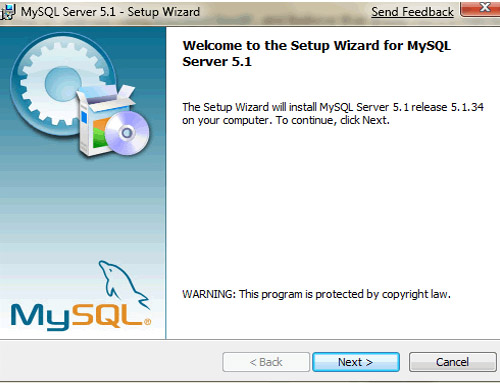 MySQL Server 5.1 - Setup Wizard
Send Feedback
Welcome to the Setup Wizard for MySQL
Server 5.1
The Setup Wizard will install MySQL Server 5.1 release 5.1.34
on your computer. To continue, click Next.
WARNING: This program is protected by copyright law.
MySQL®
< Back
Next >
Cancel